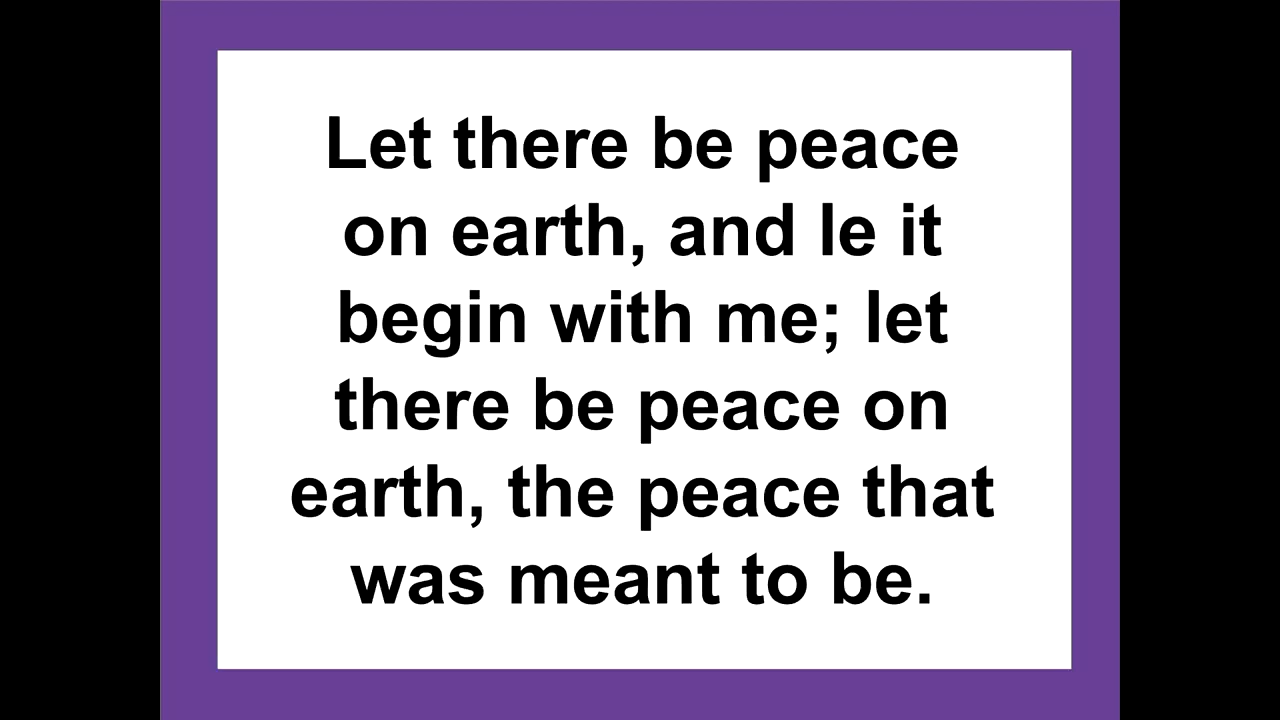 Let there be peace
on earth, and le it
begin with me; let
there be peace on
earth, the peace that
was meant to be.